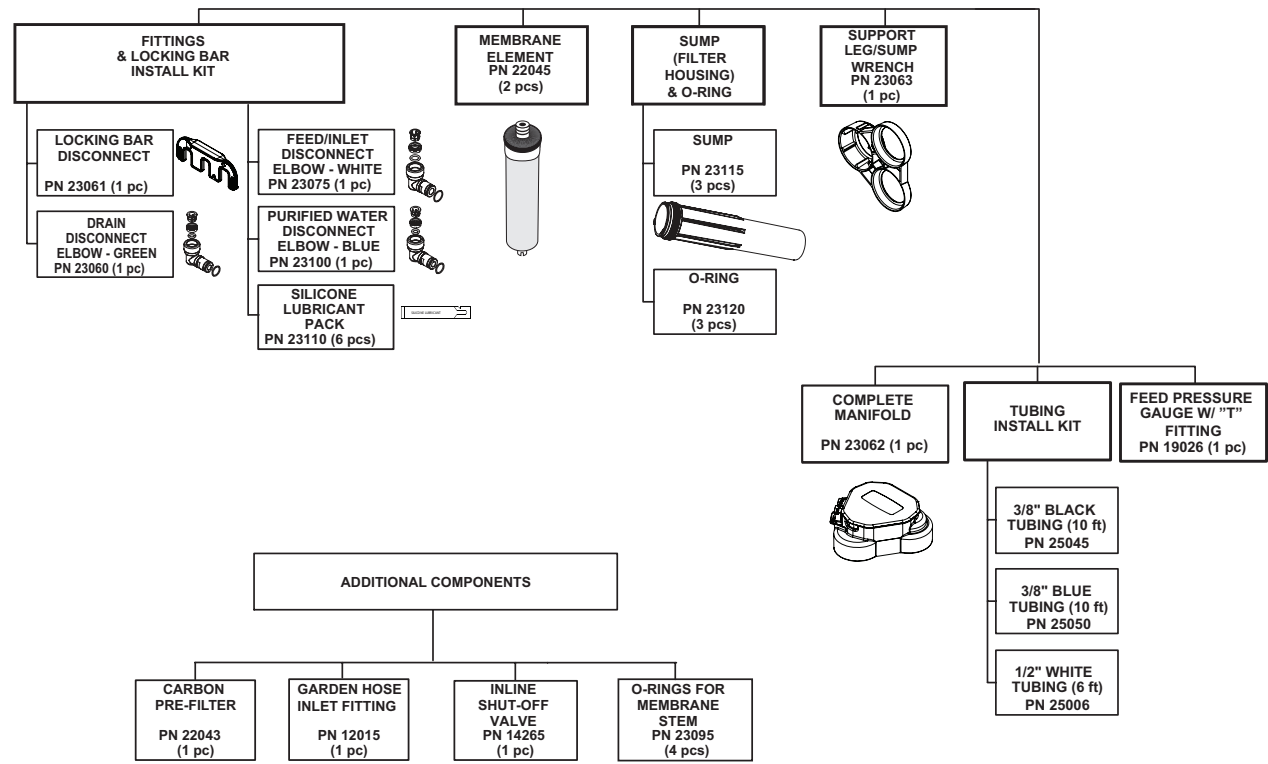 FITTINGS
& LOCKING BAR
INSTALL KIT
LOCKING BAR
DISCONNECT
PN 23061 (1 pc)
DRAIN
DISCONNECT
ELBOW - GREEN
PN 23060 (1 pc)
FEED/INLET
DISCONNECT
ELBOW - WHITE
PN 23075 (1 pc)
PURIFIED WATER
DISCONNECT
ELBOW - BLUE
PN 23100 (1 pc)
SILICONE
LUBRICANT
PACK
PN 23110 (6 pcs)
SILICONE LUBRICANT
MEMBRANE
ELEMENT
PN 22045
(2 pcs)
SUMP
(FILTER
HOUSING)
& O-RING
SUMP
PN 23115
(3 pcs)
O-RING
PN 23120
(3 pcs)
SUPPORT
LEG/SUMP
WRENCH
PN 23063
(1 pc)
COMPLETE
MANIFOLD
PN 23062 (1 pc)
TUBING
INSTALL KIT
3/8" BLACK
TUBING (10 ft)
PN 25045
3/8" BLUE
TUBING (10 ft)
PN 25050
1/2" WHITE
TUBING (6 ft)
PN 25006
FEED PRESSURE
GAUGE W/ ”T”
FITTING
PN 19026 (1 pc)
ADDITIONAL COMPONENTS
CARBON
PRE-FILTER
PN 22043
(1 pc)
GARDEN HOSE
INLET FITTING
PN 12015
(1 pc)
INLINE
SHUT-OFF
VALVE
PN 14265
(1 pc)
O-RINGS FOR
MEMBRANE
STEM
PN 23095
(4 pcs)